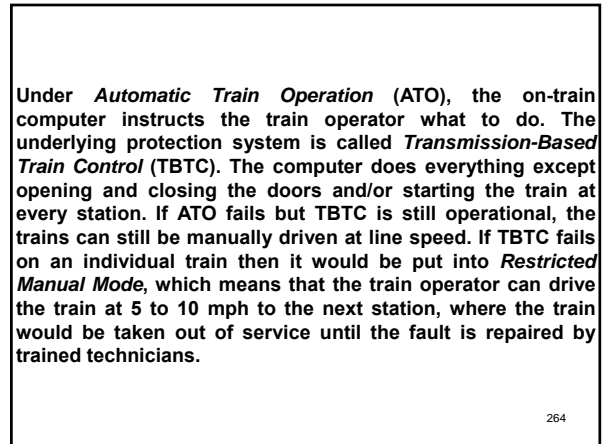 Under Automatic Train Operation (ATO), the on-train
computer instructs the train operator what to do. The
underlying protection system is called Transmission-Based
Train Control (TBTC). The computer does everything except
opening and closing the doors and/or starting the train at
every station. If ATO fails but TBTC is still operational, the
trains can still be manually driven at line speed. If TBTC fails
on an individual train then it would be put into Restricted
Manual Mode, which means that the train operator can drive
the train at 5 to 10 mph to the next station, where the train
would be taken out of service until the fault is repaired by
trained technicians.
264